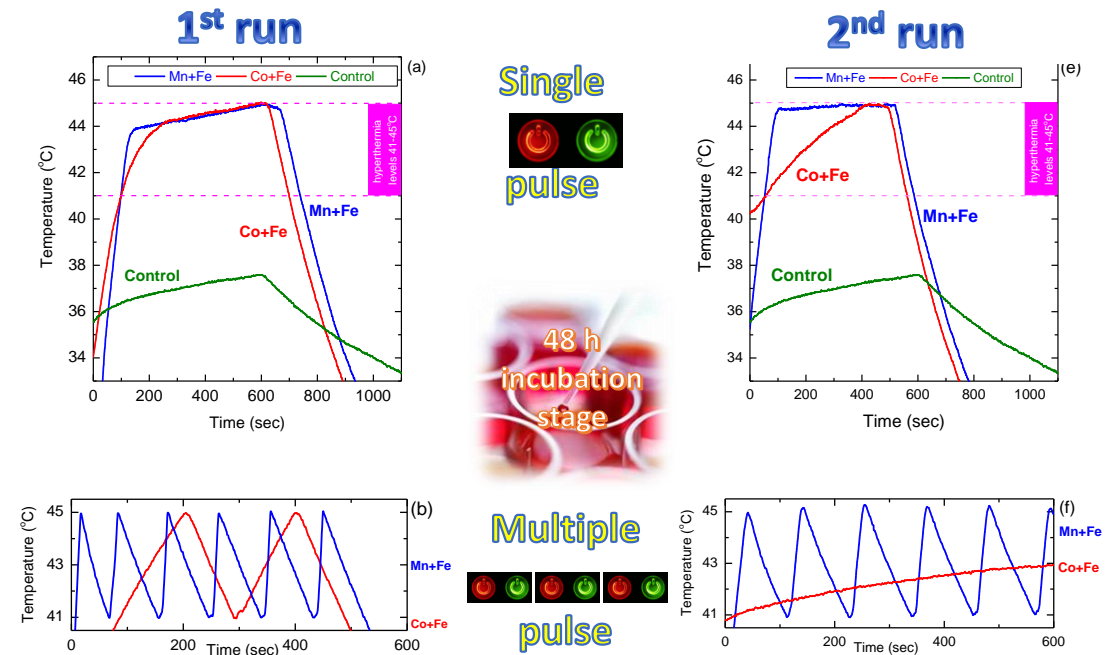 1st run
2nd run
Mn+Fe
Co+Fe
Control
(a)
46
44
42
40
38
36
34
Temperature (°C)
hyperthermia
levels 41-45°C
Mn+Fe
Co+Fe
Control
0
200
400
600
800
1000
Time (sec)
Single
pulse
Mn+Fe
Co+Fe
Control
(e)
46
44
42
40
38
36
34
Temperature (°C)
hyperthermia
levels 41-45°C
Co+Fe
Mn+Fe
Control
0
200
400
600
800
1000
Time (sec)
48 h
incubation
stage
(b)
45
43
41
Temperature (°C)
Mn+Fe
Co+Fe
0
200
400
600
Time (sec)
Multiple
pulse
(f)
45
43
41
Temperature (°C)
Mn+Fe
Co+Fe
0
100
200
300
400
500
600
Time (sec)